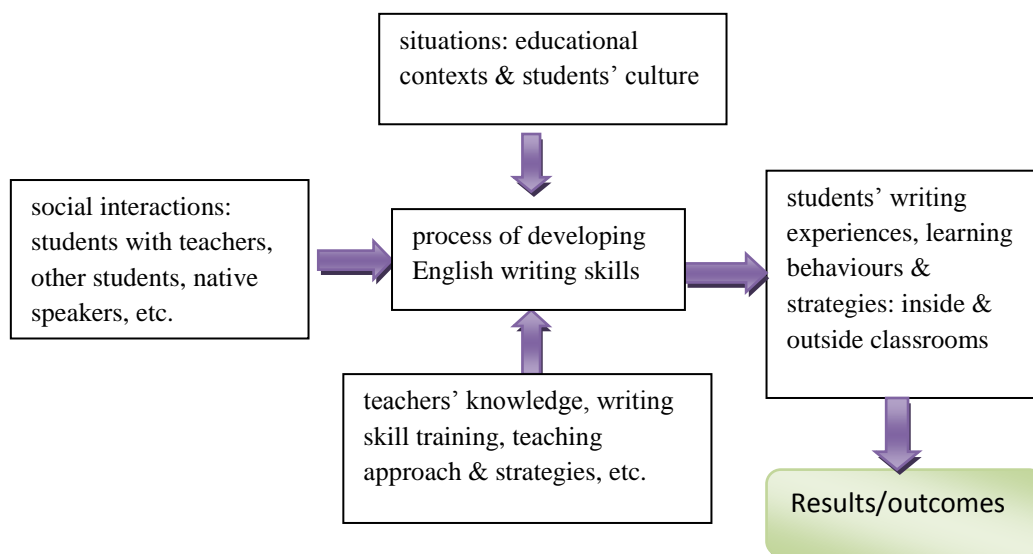 situations: educational
contexts & students’ culture
social interactions:
students with teachers,
other students, native
speakers, etc.
process of developing
English writing skills
students’ writing
experiences, learning
behaviours &
strategies: inside &
outside classrooms
teachers’ knowledge, writing
skill training, teaching
approach & strategies, etc.
Results/outcomes